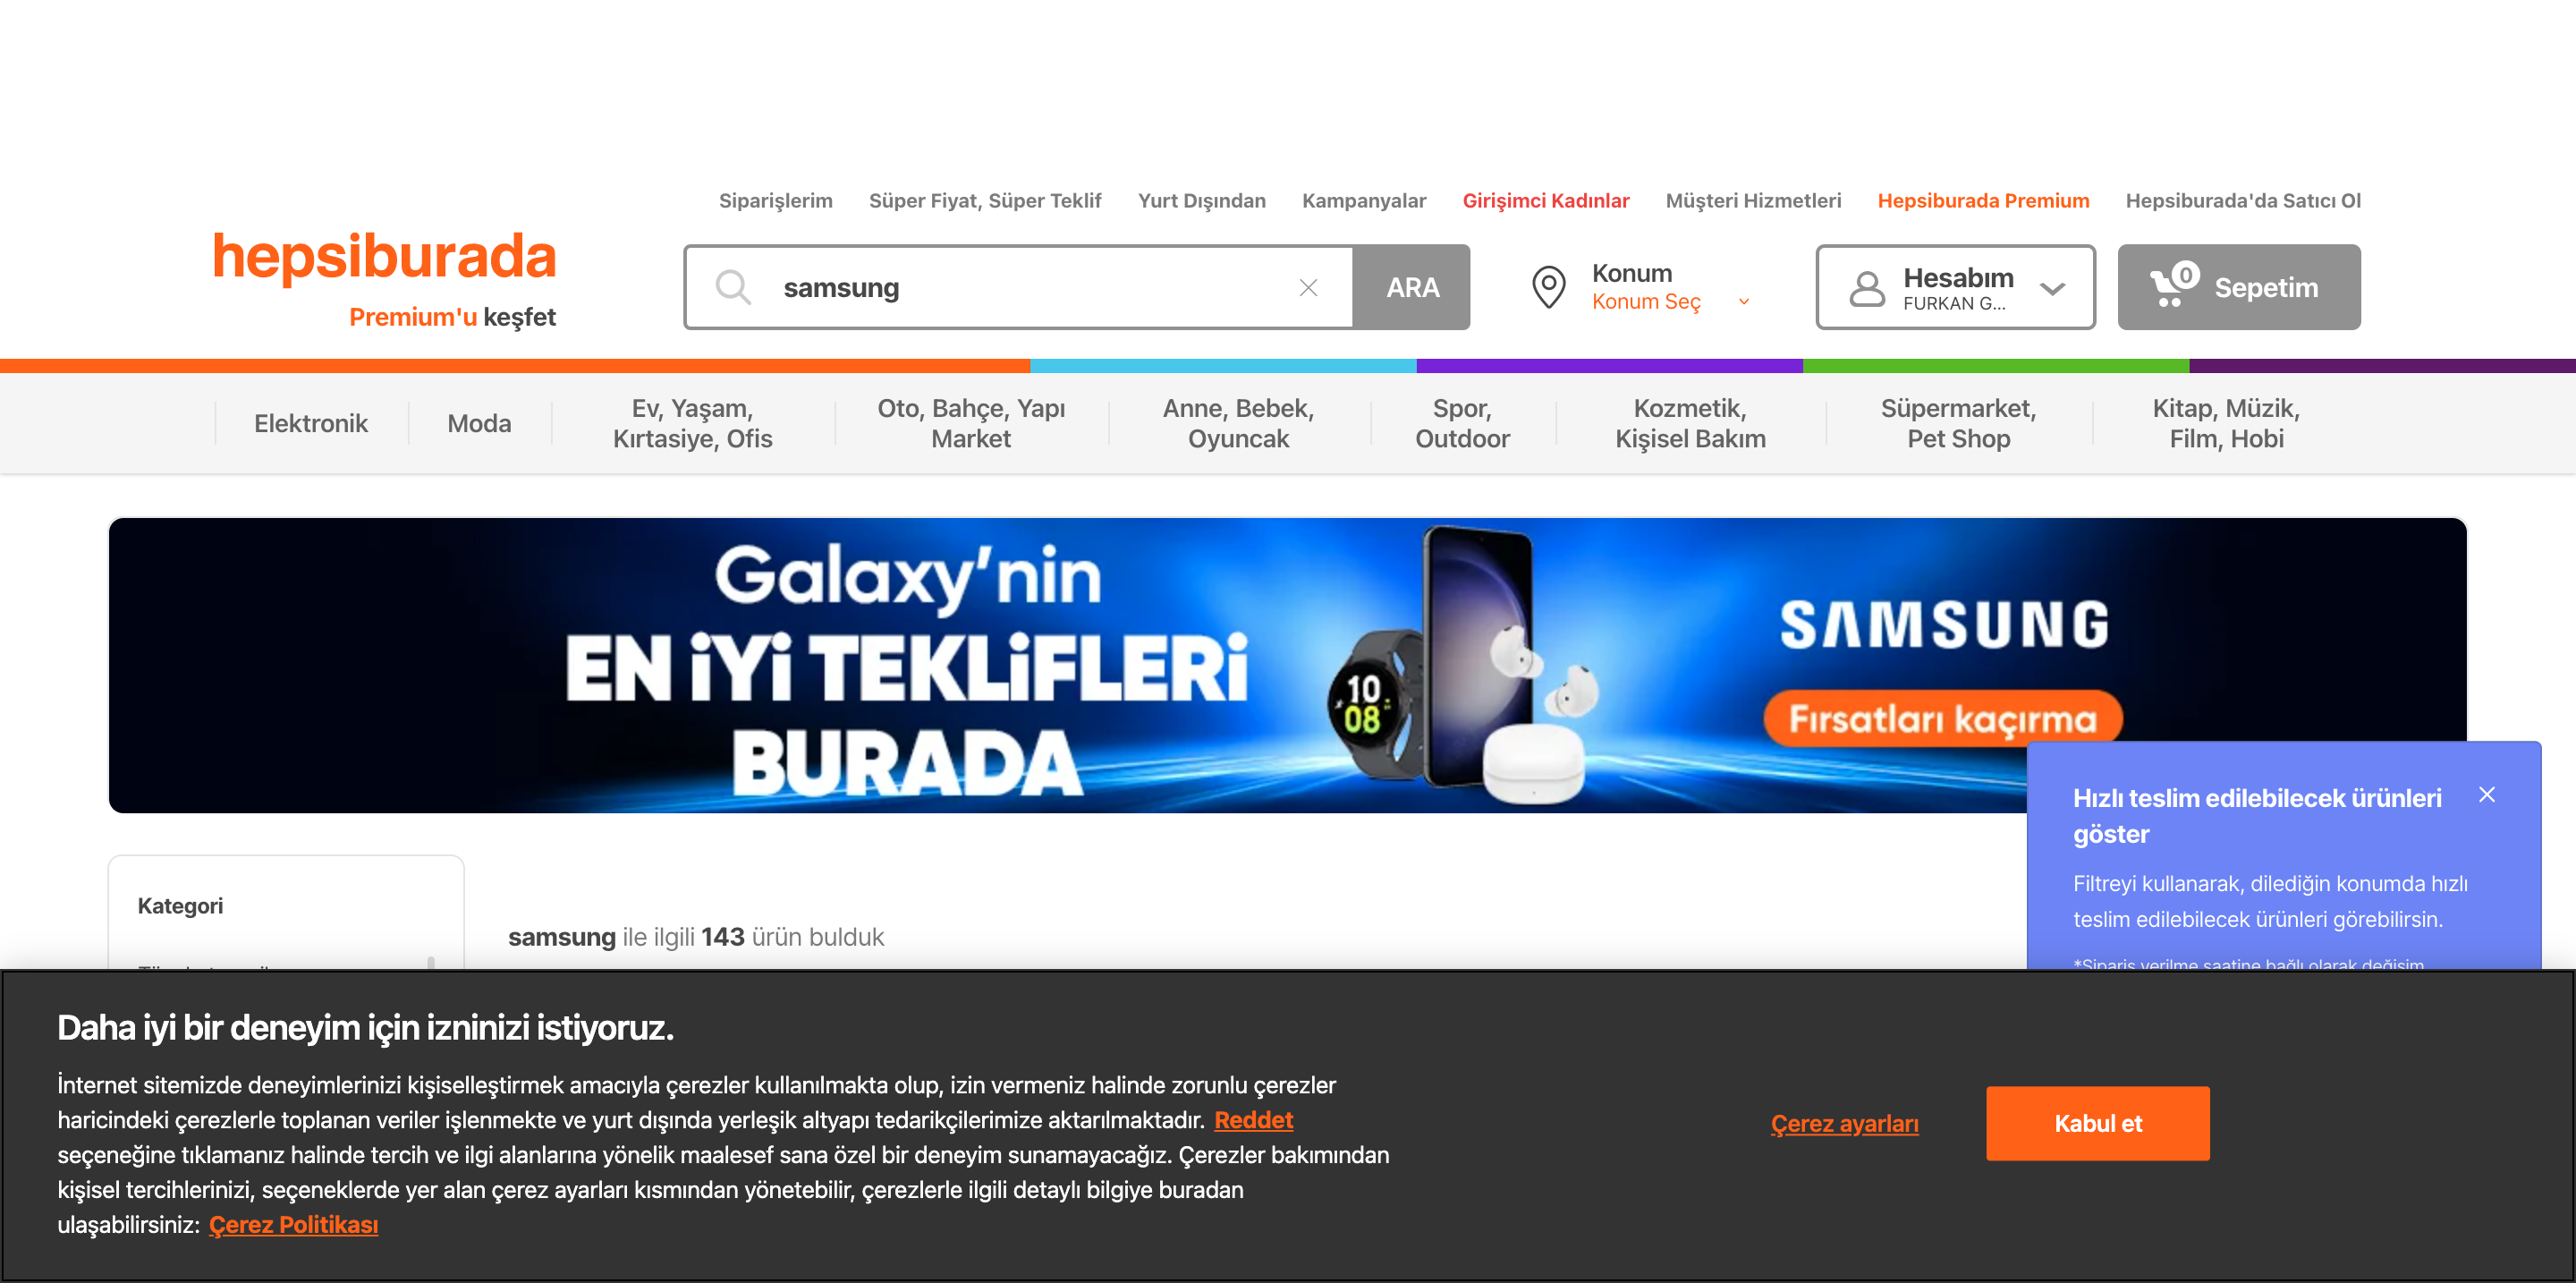 Siparişlerim Süper Fiyat, Süper Teklif Yurt Dışından Kampanyalar Girişimci Kadınlar Müşteri Hizmetleri Hepsiburada Premium Hepsiburada'da Satıcı Ol
hepsiburada
Premium'u keşfet
samsung
ARA
Konum
Konum Seç
Hesabım
FURKAN G...
0
Sepetim
Elektronik
Moda
Ev, Yaşam,
Kırtasiye, Ofis
Oto, Bahçe, Yapı
Market
Anne, Bebek,
Oyuncak
Spor,
Outdoor
Kozmetik,
Kişisel Bakım
Süpermarket,
Pet Shop
Kitap, Müzik,
Film, Hobi
Galaxy'nin
EN İYİ TEKLİFLERİ
BURADA
10
08
SAMSUNG
Fırsatları kaçırma
Hızlı teslim edilebilecek ürünleri
göster
Filtreyi kullanarak, dilediğin konumda hızlı
teslim edilebilecek ürünleri görebilirsin.
*Sipariş verilme saatine bağlı olarak değişim
Kategori
samsung ile ilgili 143 ürün bulduk
Daha iyi bir deneyim için izninizi istiyoruz.
İnternet sitemizde deneyimlerinizi kişiselleştirmek amacıyla çerezler kullanılmakta olup, izin vermeniz halinde zorunlu çerezler
haricindeki çerezlerle toplanan veriler işlenmekte ve yurt dışında yerleşik altyapı tedarikçilerimize aktarılmaktadır. Reddet
seçeneğine tıklamanız halinde tercih ve ilgi alanlarına yönelik maalesef sana özel bir deneyim sunamayacağız. Çerezler bakımından
kişisel tercihlerinizi, seçeneklerde yer alan çerez ayarları kısmından yönetebilir, çerezlerle ilgili detaylı bilgiye buradan
ulaşabilirsiniz: Çerez Politikası
Çerez ayarları
Kabul et